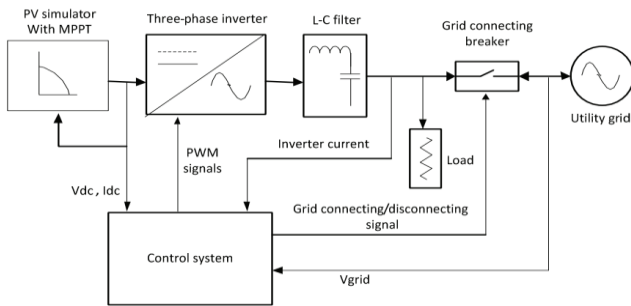 PV simulator
With MPPT
Three-phase inverter
L-C filter
Grid connecting
breaker
Utility grid
PWM
signals
Inverter current
Load
Vdc , Idc
Grid connecting/disconnecting
signal
Control system
Vgrid